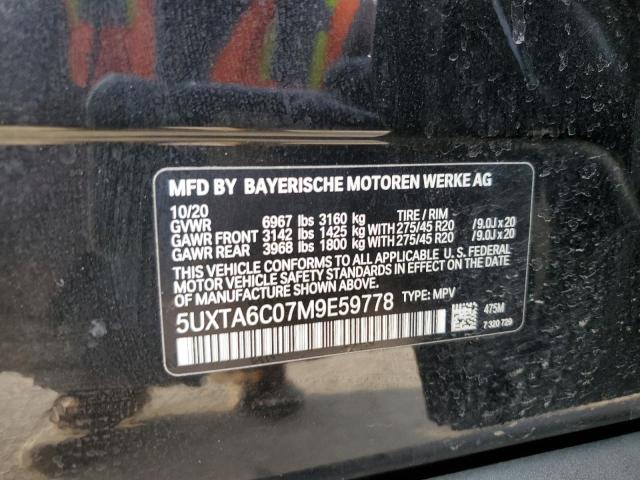 MFD BY BAYERISCHE MOTOREN WERKE AG
10/20 TIRE / RIM
GVWR 6967 lbs 3160 kg
GAWR FRONT 3142 lbs 1425 kg WITH 275/45 R20 /9.0J x 20
GAWR REAR 3968 lbs 1800 kg WITH 275/45 R20 /9.0J x 20
THIS VEHICLE CONFORMS TO ALL APPLICABLE U.S. FEDERAL
MOTOR VEHICLE SAFETY STANDARDS IN EFFECT ON THE
DATE OF MANUFACTURE SHOWN ABOVE.
5UXTA6C07M9E59778 TYPE: MPV
475M
7 320 729